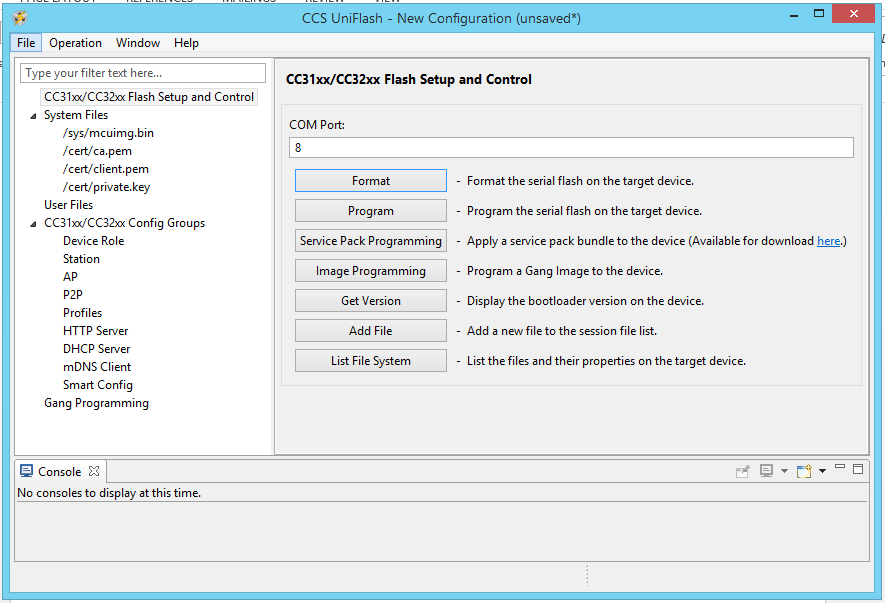 PAGE LAYOUT REFERENCES MAILINGS REVIEW VIEW
CCS UniFlash - New Configuration (unsaved*)
File Operation Window Help
Type your filter text here...
CC31xx/CC32xx Flash Setup and Control
System Files
/sys/mcuimg.bin
/cert/ca.pem
/cert/client.pem
/cert/private.key
User Files
CC31xx/CC32xx Config Groups
Device Role
Station
AP
P2P
Profiles
HTTP Server
DHCP Server
mDNS Client
Smart Config
Gang Programming
CC31xx/CC32xx Flash Setup and Control
COM Port:
8
Format - Format the serial flash on the target device.
Program - Program the serial flash on the target device.
Service Pack Programming - Apply a service pack bundle to the device (Available for download here.)
Image Programming - Program a Gang Image to the device.
Get Version - Display the bootloader version on the device.
Add File - Add a new file to the session file list.
List File System - List the files and their properties on the target device.
Console
No consoles to display at this time.